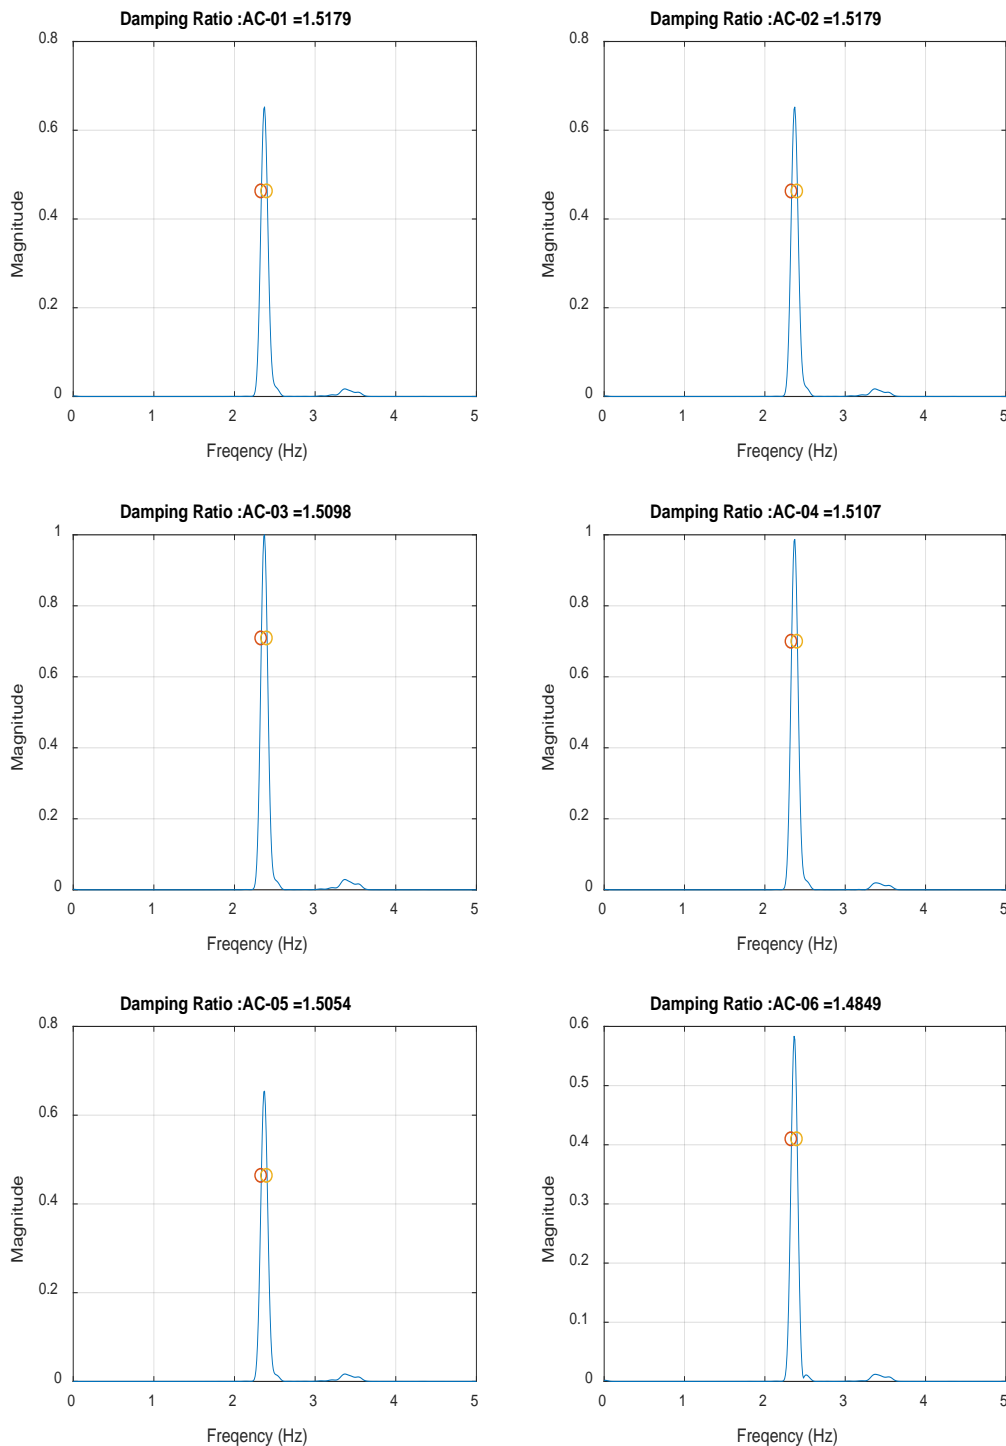 Damping Ratio :AC-01 =1.5179
0.8
0.6
0.4
0.2
0
Magnitude
0 1 2 3 4 5
Freqency (Hz)
Damping Ratio :AC-02 =1.5179
0.8
0.6
0.4
0.2
0
Magnitude
0 1 2 3 4 5
Freqency (Hz)
Damping Ratio :AC-03 =1.5098
1
0.8
0.6
0.4
0.2
0
Magnitude
0 1 2 3 4 5
Freqency (Hz)
Damping Ratio :AC-04 =1.5107
1
0.8
0.6
0.4
0.2
0
Magnitude
0 1 2 3 4 5
Freqency (Hz)
Damping Ratio :AC-05 =1.5054
0.8
0.6
0.4
0.2
0
Magnitude
0 1 2 3 4 5
Freqency (Hz)
Damping Ratio :AC-06 =1.4849
0.6
0.5
0.4
0.3
0.2
0.1
0
Magnitude
0 1 2 3 4 5
Freqency (Hz)